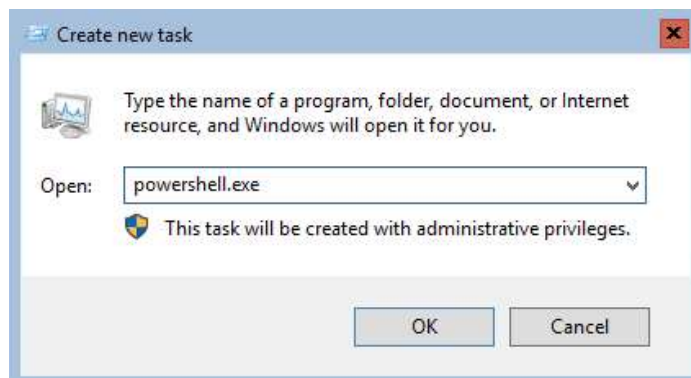 Create new task
Type the name of a program, folder, document, or Internet
resource, and Windows will open it for you.
Open: powershell.exe
This task will be created with administrative privileges.
OK Cancel